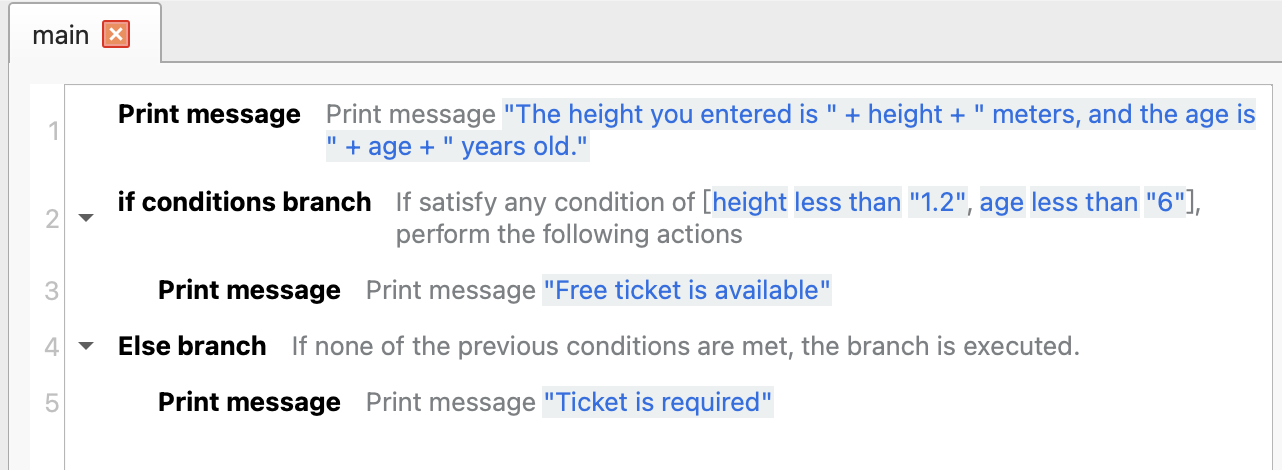 main
1 Print message Print message "The height you entered is " + height + " meters, and the age is
" + age + " years old."
2 if conditions branch If satisfy any condition of [height less than "1.2", age less than "6"],
perform the following actions
3 Print message Print message "Free ticket is available"
4 Else branch If none of the previous conditions are met, the branch is executed.
5 Print message Print message "Ticket is required"